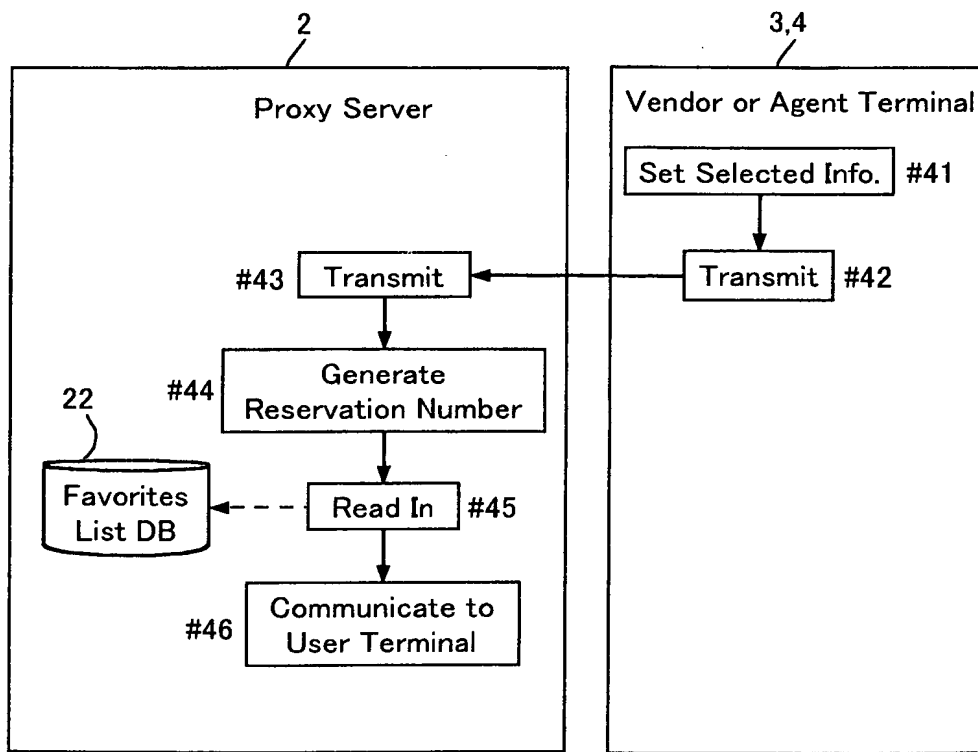 2
3,4
Proxy Server
Vendor or Agent Terminal
Set Selected Info. #41
#43 Transmit
Transmit #42
#44 Generate
Reservation Number
22
Favorites
List DB
Read In #45
#46 Communicate to
User Terminal